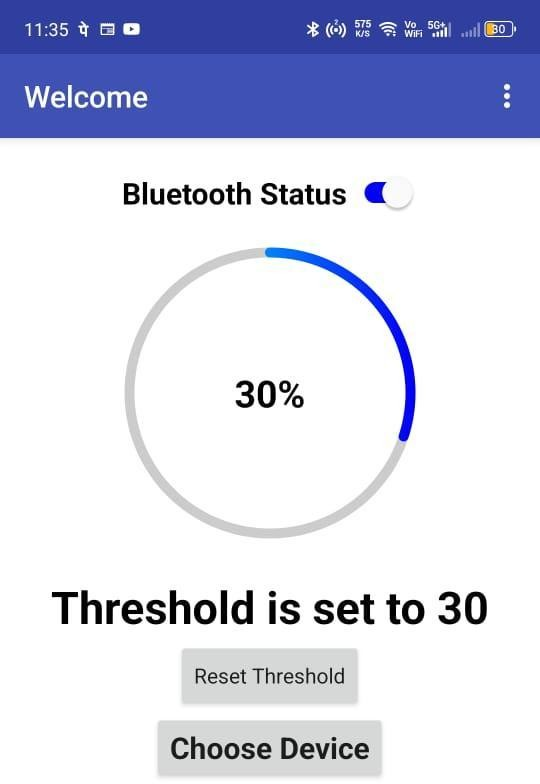 11:35 पे 575 K/S Vo WiFi 5G+ 30
Welcome
Bluetooth Status
30%
Threshold is set to 30
Reset Threshold
Choose Device